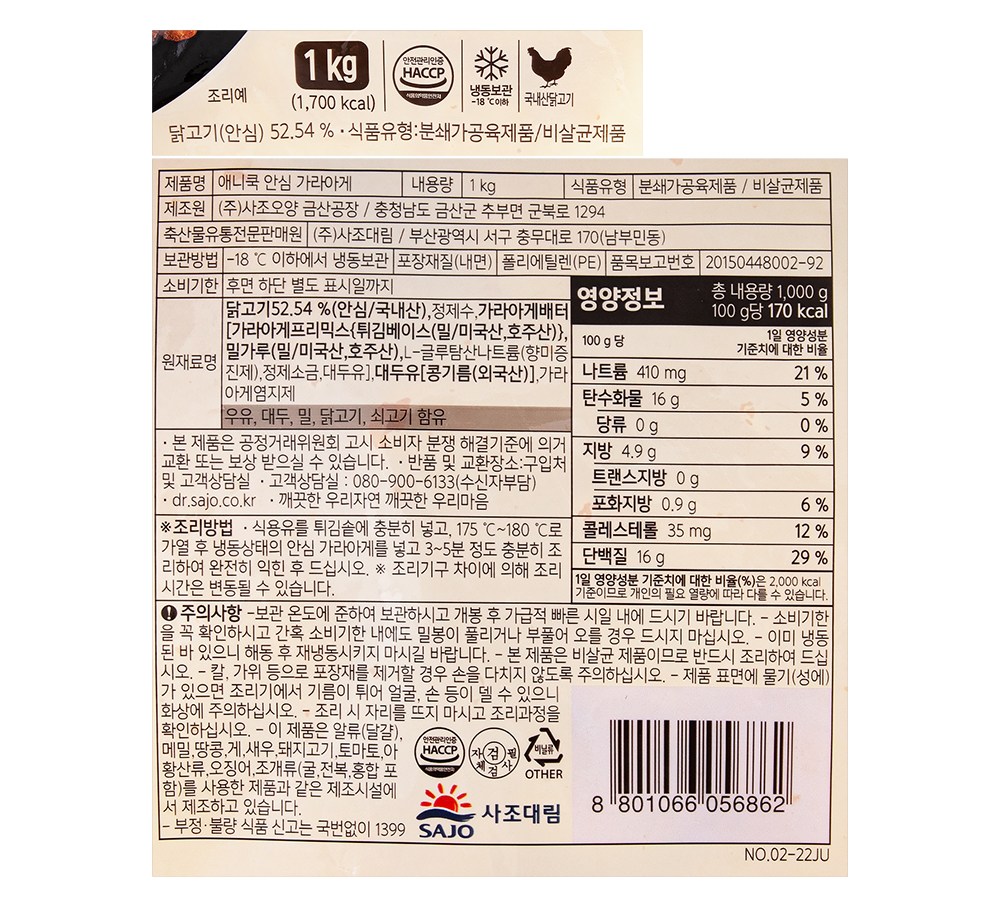 1 kg
(1,700 kcal)
조리예
안전관리인증
HACCP
식품의약품안전처
냉동보관
-18 ℃이하
국내산닭고기
닭고기(안심) 52.54 % · 식품유형:분쇄가공육제품/비살균제품
제품명 애니쿡 안심 가라아게 내용량 1 kg 식품유형 분쇄가공육제품 / 비살균제품
제조원 (주)사조오양 금산공장 / 충청남도 금산군 추부면 군북로 1294
축산물유통전문판매원 (주)사조대림 / 부산광역시 서구 충무대로 170(남부민동)
보관방법 -18 ℃ 이하에서 냉동보관 포장재질(내면) 폴리에틸렌(PE) 품목보고번호 20150448002-92
소비기한 후면 하단 별도 표시일까지
원재료명
닭고기52.54 %(안심/국내산),정제수,가라아게배터
[가라아게프리믹스{튀김베이스(밀/미국산,호주산)},
밀가루(밀/미국산,호주산),L-글루탐산나트륨(향미증
진제),정제소금,대두유],대두유[콩기름(외국산)],가라
아게염지제
우유, 대두, 밀, 닭고기, 쇠고기 함유
· 본 제품은 공정거래위원회 고시 소비자 분쟁 해결기준에 의거
교환 또는 보상 받으실 수 있습니다. · 반품 및 교환장소:구입처
및 고객상담실 · 고객상담실 : 080-900-6133(수신자부담)
· dr.sajo.co.kr · 깨끗한 우리자연 깨끗한 우리마음
※조리방법 · 식용유를 튀김솥에 충분히 넣고, 175 ℃~180 ℃로
가열 후 냉동상태의 안심 가라아게를 넣고 3~5분 정도 충분히 조
리하여 완전히 익힌 후 드십시오. ※ 조리기구 차이에 의해 조리
시간은 변동될 수 있습니다.
영양정보
총 내용량 1,000 g
100 g당 170 kcal
100 g 당
1일 영양성분
기준치에 대한 비율
나트륨 410 mg 21 %
탄수화물 16 g 5 %
당류 0 g 0 %
지방 4.9 g 9 %
트랜스지방 0 g
포화지방 0.9 g 6 %
콜레스테롤 35 mg 12 %
단백질 16 g 29 %
1일 영양성분 기준치에 대한 비율(%)은 2,000 kcal
기준이므로 개인의 필요 열량에 따라 다를 수 있습니다.
주의사항 -보관 온도에 준하여 보관하시고 개봉 후 가급적 빠른 시일 내에 드시기 바랍니다. - 소비기한
을 꼭 확인하시고 간혹 소비기한 내에도 밀봉이 풀리거나 부풀어 오를 경우 드시지 마십시오. - 이미 냉동
된 바 있으니 해동 후 재냉동시키지 마시길 바랍니다. - 본 제품은 비살균 제품이므로 반드시 조리하여 드십
시오. - 칼, 가위 등으로 포장재를 제거할 경우 손을 다치지 않도록 주의하십시오. - 제품 표면에 물기(성에)
가 있으면 조리기에서 기름이 튀어 얼굴, 손 등이 델 수 있으니
화상에 주의하십시오. - 조리 시 자리를 뜨지 마시고 조리과정을
확인하십시오. - 이 제품은 알류(달걀),
메밀,땅콩,게,새우,돼지고기,토마토,아
황산류,오징어,조개류(굴,전복,홍합 포
함)를 사용한 제품과 같은 제조시설에
서 제조하고 있습니다.
- 부정·불량 식품 신고는 국번없이 1399
안전관리인증
HACCP
식품의약품안전처
자체검사필
검
비닐류
OTHER
SAJO
사조대림
8 801066 056862
NO.02-22JU